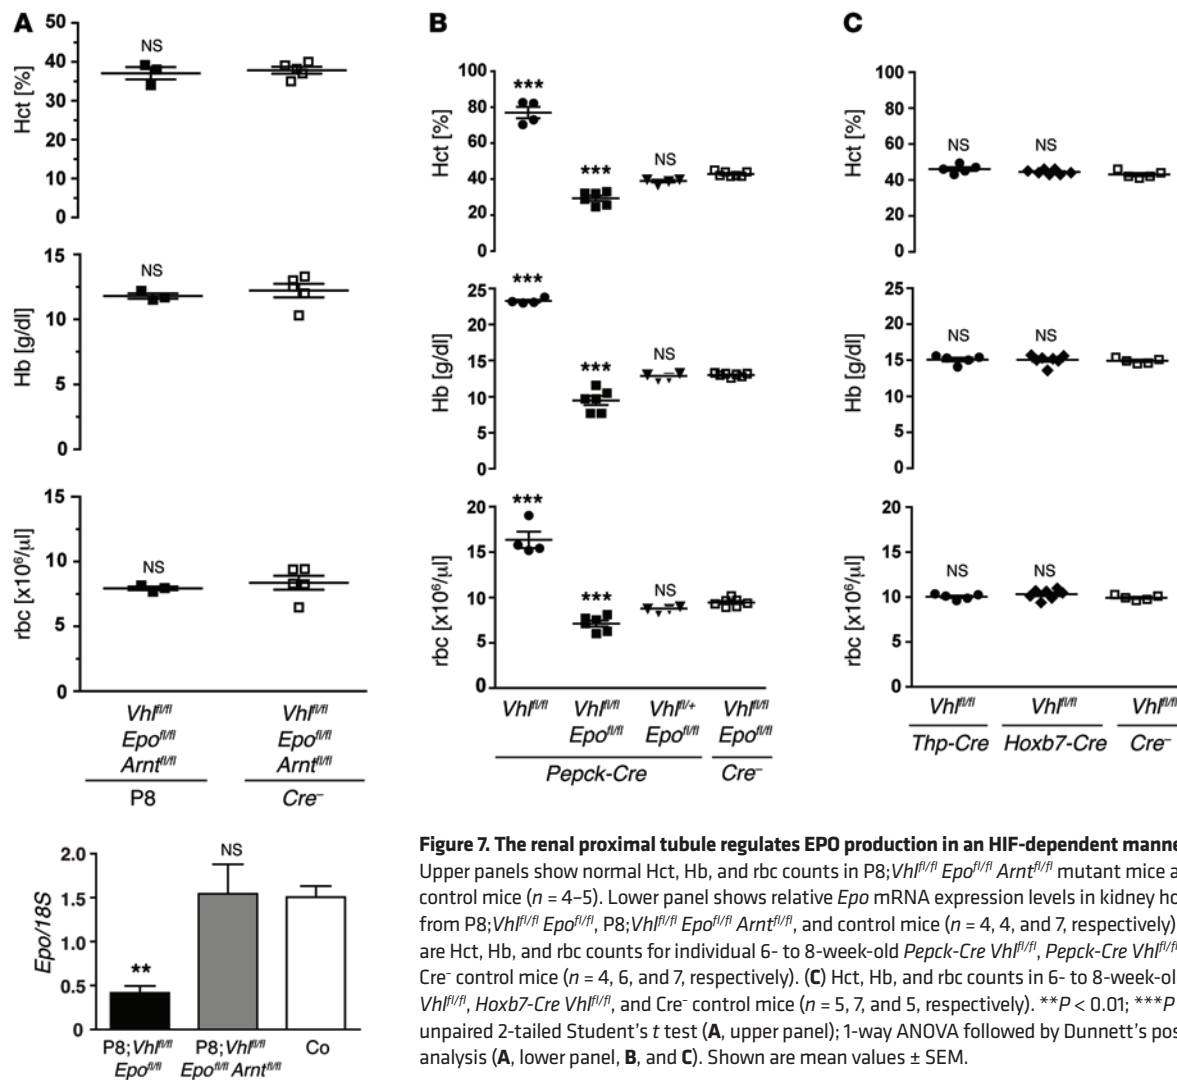 A
50
40
30
20
10
0
Hct [%]
NS
15
10
5
0
Hb [g/dl]
NS
15
10
5
0
rbc [x10⁶/µl]
NS
Vhl^fl/fl Vhl^fl/fl
Epo^fl/fl Epo^fl/fl
Arnt^fl/fl Arnt^fl/fl
P8 Cre⁻
2.0
1.5
1.0
0.5
0
Epo/18S
** NS
P8;Vhl^fl/fl P8;Vhl^fl/fl Co
Epo^fl/fl Epo^fl/fl Arnt^fl/fl
B
100
80
60
40
20
0
Hct [%]
*** *** NS
25
20
15
10
5
0
Hb [g/dl]
*** *** NS
20
15
10
5
0
rbc [x10⁶/µl]
*** *** NS
Vhl^fl/fl Vhl^fl/fl Vhl^fl/+ Vhl^fl/fl
Epo^fl/fl Epo^fl/fl Epo^fl/fl
Pepck-Cre Cre⁻
C
100
80
60
40
20
0
Hct [%]
NS NS
25
20
15
10
5
0
Hb [g/dl]
NS NS
20
15
10
5
0
rbc [x10⁶/µl]
NS NS
Vhl^fl/fl Vhl^fl/fl Vhl^fl/fl
Thp-Cre Hoxb7-Cre Cre⁻
Figure 7. The renal proximal tubule regulates EPO production in an HIF-dependent manne
Upper panels show normal Hct, Hb, and rbc counts in P8;Vhl^fl/fl Epo^fl/fl Arnt^fl/fl mutant mice a
control mice (n = 4–5). Lower panel shows relative Epo mRNA expression levels in kidney ho
from P8;Vhl^fl/fl Epo^fl/fl, P8;Vhl^fl/fl Epo^fl/fl Arnt^fl/fl, and control mice (n = 4, 4, and 7, respectively)
are Hct, Hb, and rbc counts for individual 6- to 8-week-old Pepck-Cre Vhl^fl/fl, Pepck-Cre Vhl^fl/fl
Cre⁻ control mice (n = 4, 6, and 7, respectively). (C) Hct, Hb, and rbc counts in 6- to 8-week-ol
Vhl^fl/fl, Hoxb7-Cre Vhl^fl/fl, and Cre⁻ control mice (n = 5, 7, and 5, respectively). **P < 0.01; ***P
unpaired 2-tailed Student's t test (A, upper panel); 1-way ANOVA followed by Dunnett's pos
analysis (A, lower panel, B, and C). Shown are mean values ± SEM.